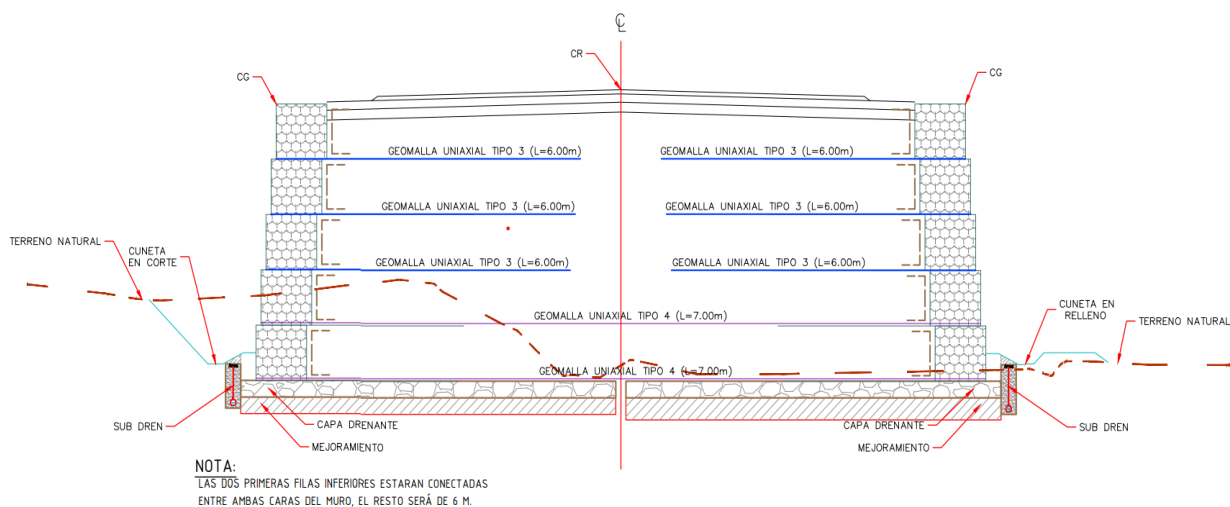 ℄
CR
CG
CG
GEOMALLA UNIAXIAL TIPO 3 (L=6.00m)
GEOMALLA UNIAXIAL TIPO 3 (L=6.00m)
GEOMALLA UNIAXIAL TIPO 3 (L=6.00m)
GEOMALLA UNIAXIAL TIPO 3 (L=6.00m)
TERRENO NATURAL
CUNETA
EN CORTE
GEOMALLA UNIAXIAL TIPO 3 (L=6.00m)
GEOMALLA UNIAXIAL TIPO 3 (L=6.00m)
CUNETA EN
RELLENO
TERRENO NATURAL
GEOMALLA UNIAXIAL TIPO 4 (L=7.00m)
GEOMALLA UNIAXIAL TIPO 4 (L=7.00m)
SUB DREN
CAPA DRENANTE
MEJORAMIENTO
CAPA DRENANTE
MEJORAMIENTO
SUB DREN
NOTA:
LAS DOS PRIMERAS FILAS INFERIORES ESTARAN CONECTADAS
ENTRE AMBAS CARAS DEL MURO, EL RESTO SERÁ DE 6 M.